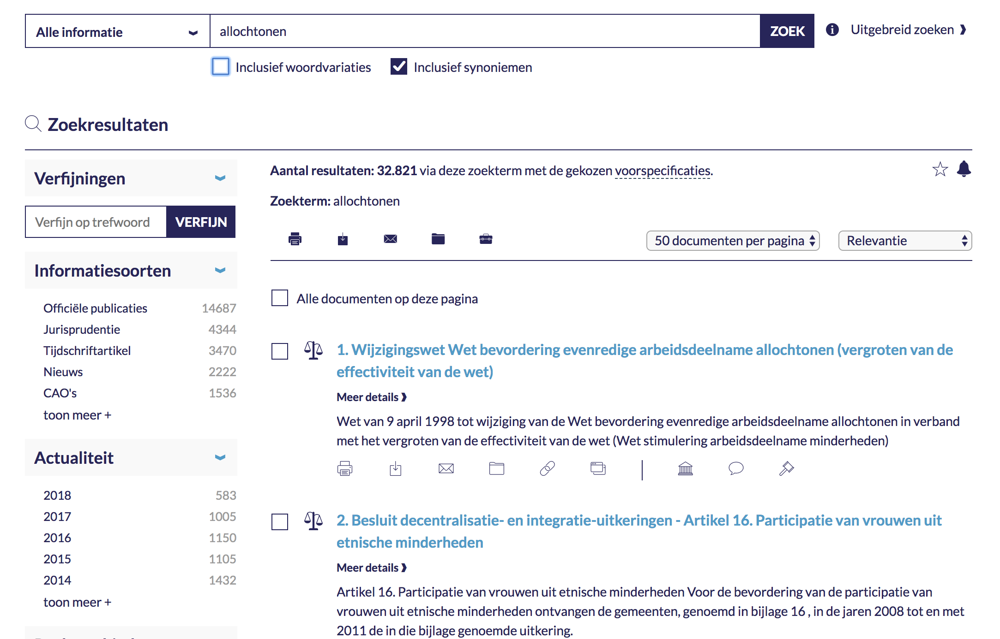 Alle informatie
allochtonen
ZOEK
Uitgebreid zoeken
Inclusief woordvariaties
Inclusief synoniemen
Zoekresultaten
Verfijningen
Verfijn op trefwoord
VERFIJN
Informatiesoorten
Officiële publicaties 14687
Jurisprudentie 4344
Tijdschriftartikel 3470
Nieuws 2222
CAO's 1536
toon meer +
Actualiteit
2018 583
2017 1005
2016 1150
2015 1105
2014 1432
toon meer +
Aantal resultaten: 32.821 via deze zoekterm met de gekozen voorspecificaties.
Zoekterm: allochtonen
50 documenten per pagina
Relevantie
Alle documenten op deze pagina
1. Wijzigingswet Wet bevordering evenredige arbeidsdeelname allochtonen (vergroten van de
effectiviteit van de wet)
Meer details
Wet van 9 april 1998 tot wijziging van de Wet bevordering evenredige arbeidsdeelname allochtonen in verband
met het vergroten van de effectiviteit van de wet (Wet stimulering arbeidsdeelname minderheden)
2. Besluit decentralisatie- en integratie-uitkeringen - Artikel 16. Participatie van vrouwen uit
etnische minderheden
Meer details
Artikel 16. Participatie van vrouwen uit etnische minderheden Voor de bevordering van de participatie van
vrouwen uit etnische minderheden ontvangen de gemeenten, genoemd in bijlage 16 , in de jaren 2008 tot en met
2011 de in die bijlage genoemde uitkering.